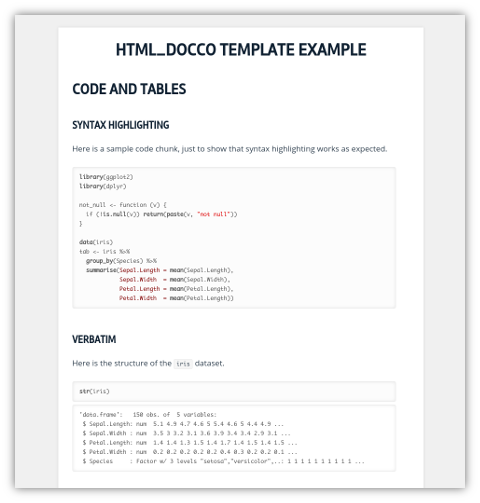 HTML_DOCCO TEMPLATE EXAMPLE
CODE AND TABLES
SYNTAX HIGHLIGHTING
Here is a sample code chunk, just to show that syntax highlighting works as expected.
library(ggplot2)
library(dplyr)
not_null <- function (v) {
  if (!is.null(v)) return(paste(v, "not null"))
}
data(iris)
tab <- iris %>%
  group_by(Species) %>%
  summarise(Sepal.Length = mean(Sepal.Length),
            Sepal.Width  = mean(Sepal.Width),
            Petal.Length = mean(Petal.Length),
            Petal.Width  = mean(Petal.Width))
VERBATIM
Here is the structure of the iris dataset.
str(iris)
'data.frame':   150 obs. of  5 variables:
 $ Sepal.Length: num  5.1 4.9 4.7 4.6 5 5.4 4.6 5 4.4 4.9 ...
 $ Sepal.Width : num  3.5 3 3.2 3.1 3.6 3.9 3.4 3.4 2.9 3.1 ...
 $ Petal.Length: num  1.4 1.4 1.3 1.5 1.4 1.7 1.4 1.5 1.4 1.5 ...
 $ Petal.Width : num  0.2 0.2 0.2 0.2 0.2 0.4 0.3 0.2 0.2 0.1 ...
 $ Species     : Factor w/ 3 levels "setosa","versicolor",..: 1 1 1 1 1 1 1 1 1 1 ...